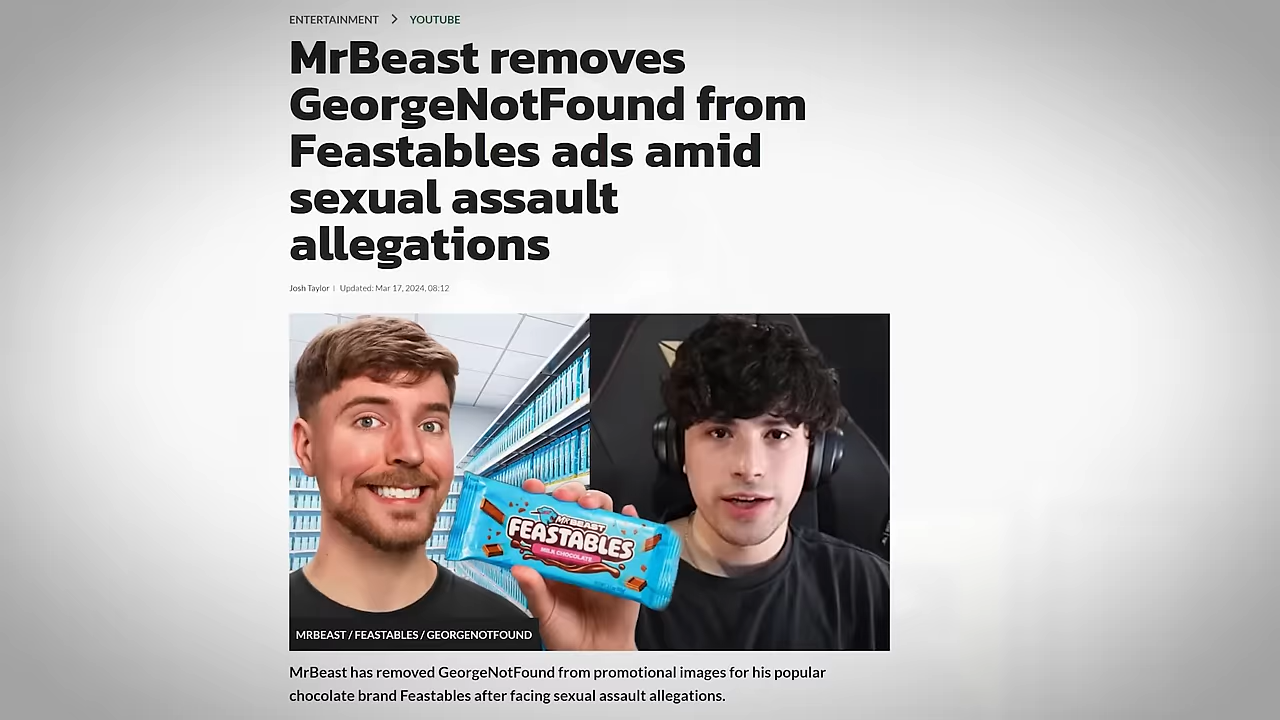 ENTERTAINMENT > YOUTUBE
MrBeast removes
GeorgeNotFound from
Feastables ads amid
sexual assault
allegations
Josh Taylor | Updated: Mar 17, 2024, 08:12
MRBEAST
FEASTABLES
MILK CHOCOLATE
MRBEAST / FEASTABLES / GEORGENOTFOUND
MrBeast has removed GeorgeNotFound from promotional images for his popular
chocolate brand Feastables after facing sexual assault allegations.